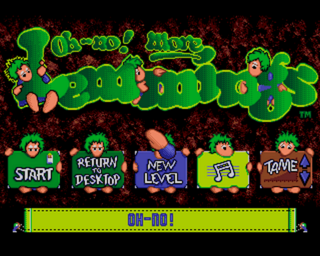 Oh-no! More
Lemmings
TM
START
RETURN
TO
DESKTOP
NEW
LEVEL
TAME
OH-NO!